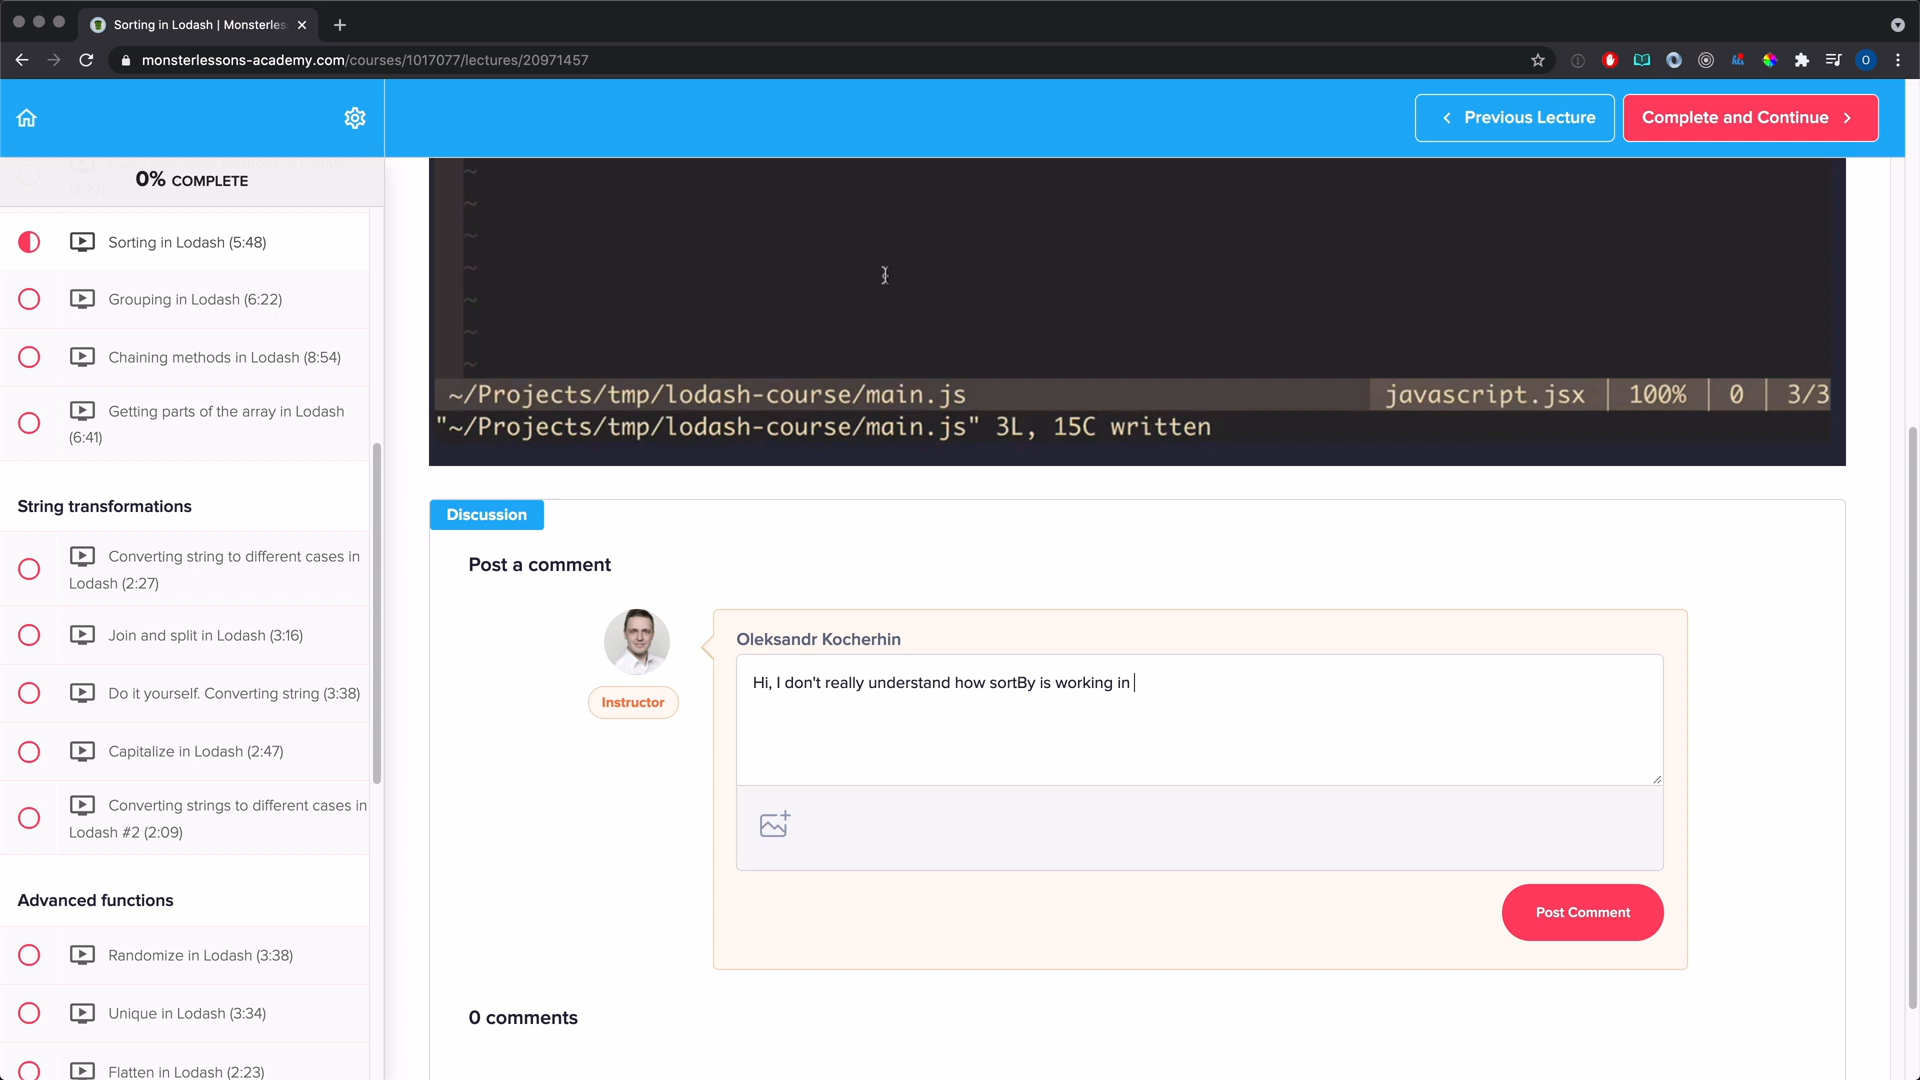 Sorting in Lodash | Monsterles
monsterlessons-academy.com/courses/1017077/lectures/20971457
O
Previous Lecture
Complete and Continue
0% COMPLETE
Sorting in Lodash (5:48)
Grouping in Lodash (6:22)
Chaining methods in Lodash (8:54)
Getting parts of the array in Lodash
(6:41)
String transformations
Converting string to different cases in
Lodash (2:27)
Join and split in Lodash (3:16)
Do it yourself. Converting string (3:38)
Capitalize in Lodash (2:47)
Converting strings to different cases in
Lodash #2 (2:09)
Advanced functions
Randomize in Lodash (3:38)
Unique in Lodash (3:34)
Flatten in Lodash (2:23)
~
~
~
~
~
~
~
~/Projects/tmp/lodash-course/main.js javascript.jsx | 100% | 0 | 3/3
"~/Projects/tmp/lodash-course/main.js" 3L, 15C written
Discussion
Post a comment
Instructor
Oleksandr Kocherhin
Hi, I don't really understand how sortBy is working in
Post Comment
0 comments